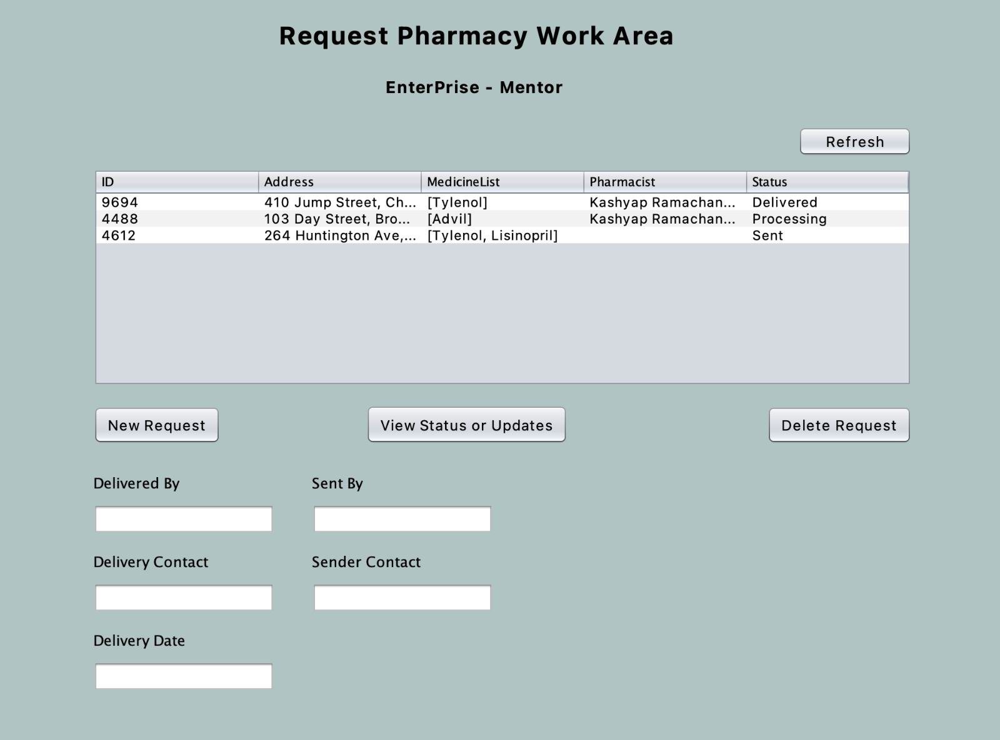 Request Pharmacy Work Area
EnterPrise - Mentor
Refresh
ID Address MedicineList Pharmacist Status
9694 410 Jump Street, Ch... [Tylenol] Kashyap Ramachan... Delivered
4488 103 Day Street, Bro... [Advil] Kashyap Ramachan... Processing
4612 264 Huntington Ave,... [Tylenol, Lisinopril] Sent
New Request View Status or Updates Delete Request
Delivered By Sent By
Delivery Contact Sender Contact
Delivery Date